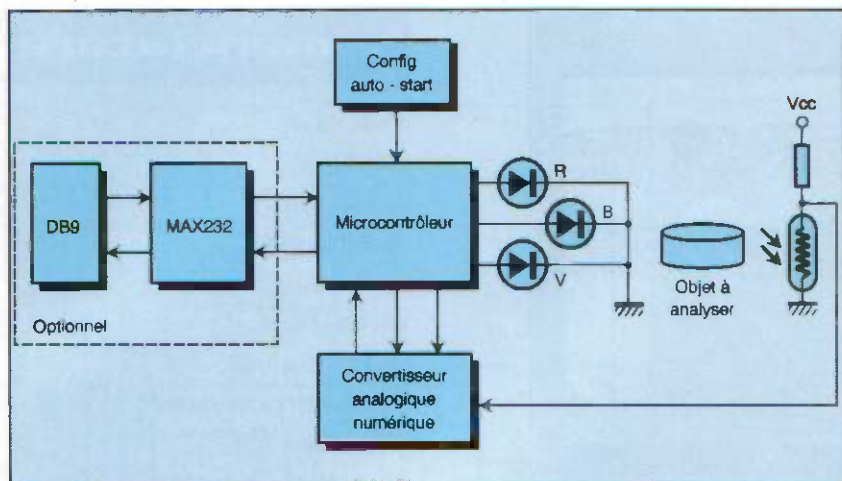 Config
auto - start
Vcc
R
DB9
MAX232
Microcontrôleur
B
V
Objet à
analyser
Optionnel
Convertisseur
analogique
numérique